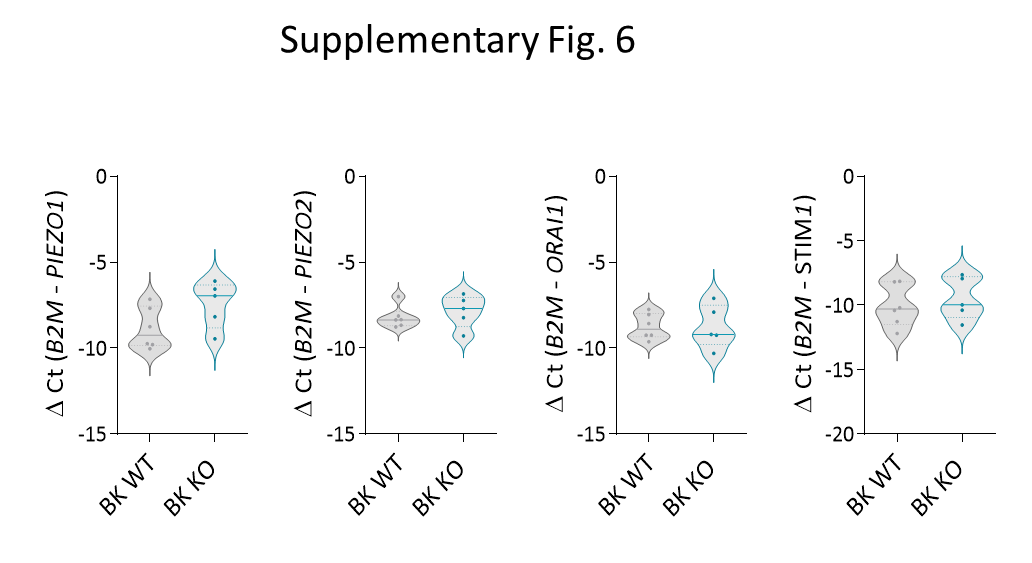 Supplementary Fig. 6
Δ Ct (B2M - PIEZO1)
0
-5
-10
-15
BK WT
BK KO
Δ Ct (B2M - PIEZO2)
0
-5
-10
-15
BK WT
BK KO
Δ Ct (B2M - ORAI1)
0
-5
-10
-15
BK WT
BK KO
Δ Ct (B2M - STIM1)
0
-5
-10
-15
-20
BK WT
BK KO